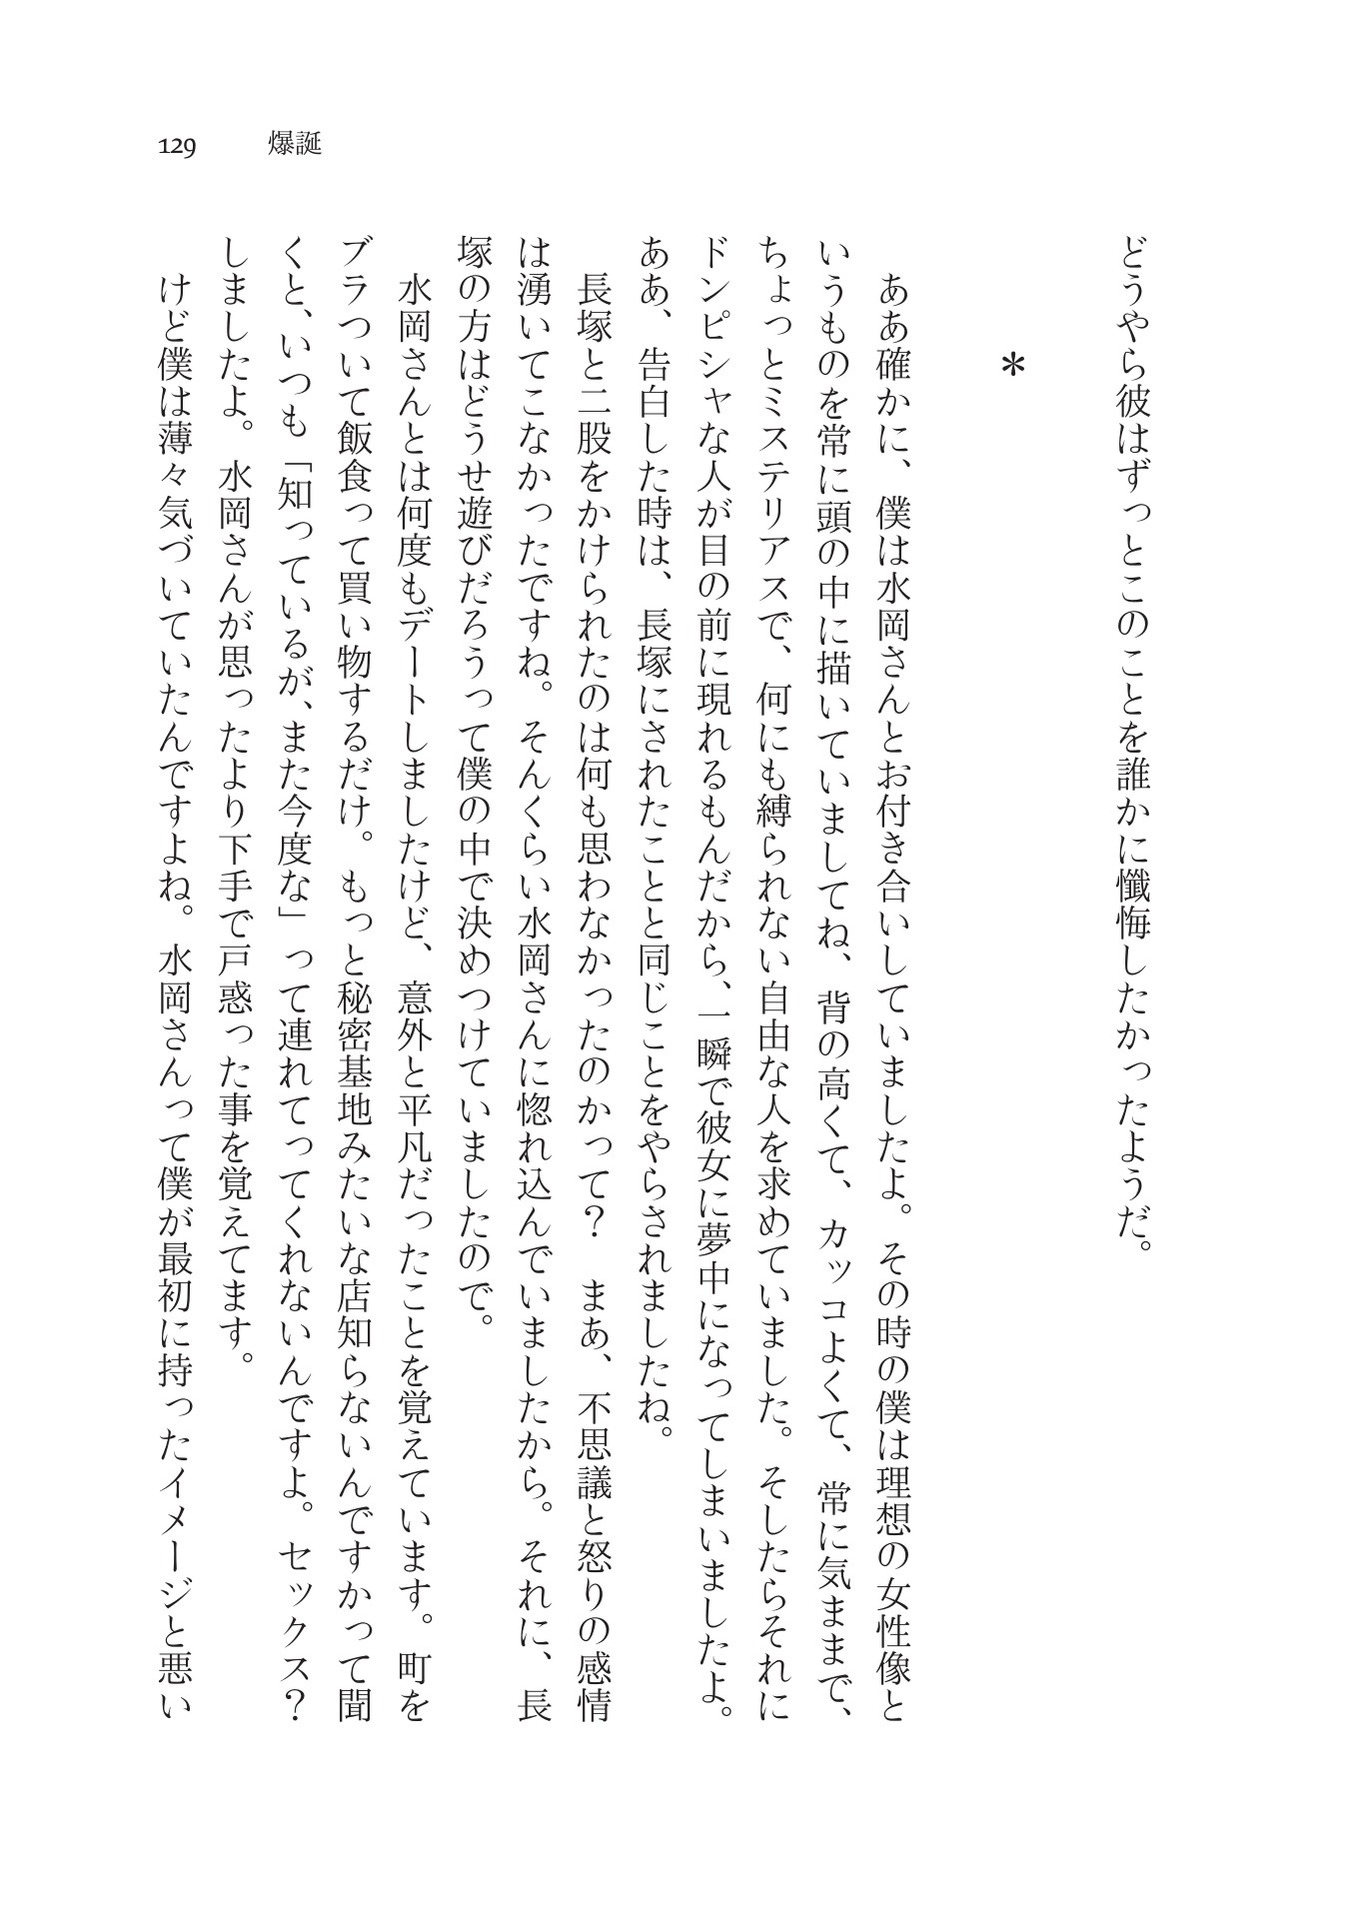 129 爆誕
どうやら彼はずっとこのことを誰かに懺悔したかったようだ。
＊
　ああ確かに、僕は水岡さんとお付き合いしていましたよ。その時の僕は理想の女性像と
いうものを常に頭の中に描いていましてね、背の高くて、カッコよくて、常に気ままで、
ちょっとミステリアスで、何にも縛られない自由な人を求めていました。そしたらそれに
ドンピシャな人が目の前に現れるもんだから、一瞬で彼女に夢中になってしまいましたよ。
ああ、告白した時は、長塚にされたことと同じことをやらされましたね。
　長塚と二股をかけられたのは何も思わなかったのかって？　まあ、不思議と怒りの感情
は湧いてこなかったですね。そんくらい水岡さんに惚れ込んでいましたから。それに、長
塚の方はどうせ遊びだろうって僕の中で決めつけていましたので。
　水岡さんとは何度もデートしましたけど、意外と平凡だったことを覚えています。町を
ブラついて飯食って買い物するだけ。もっと秘密基地みたいな店知らないんですかって聞
くと、いつも「知っているが、また今度な」って連れてってくれないんですよ。セックス？
しましたよ。水岡さんが思ったより下手で戸惑った事を覚えてます。
　けど僕は薄々気づいていたんですよね。水岡さんって僕が最初に持ったイメージと悪い